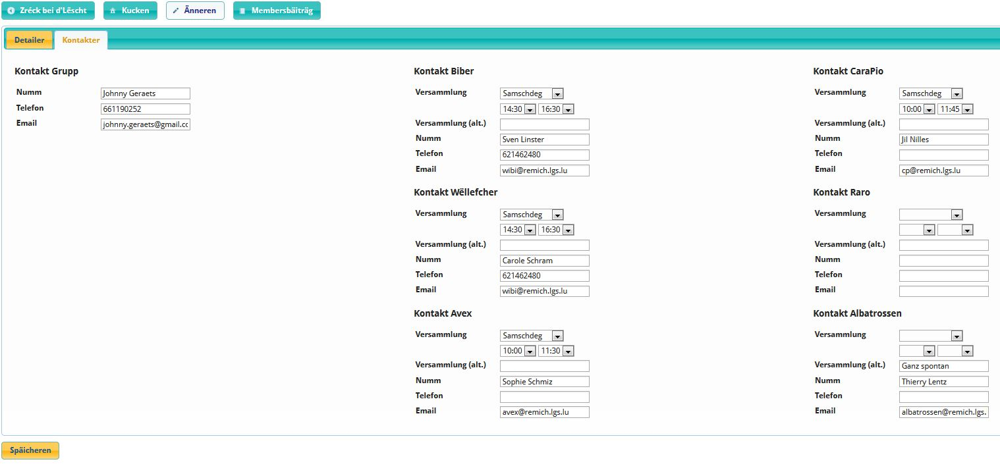 Zréck bei d'Lëscht
Kucken
Änneren
Membersbäiträg
Detailer
Kontakter
Kontakt Grupp
Numm Johnny Geraets
Telefon 661190252
Email johnny.geraets@gmail.cc
Kontakt Biber
Versammlung Samschdeg
14:30 16:30
Versammlung (alt.)
Numm Sven Linster
Telefon 621462480
Email wibi@remich.lgs.lu
Kontakt Wëllefcher
Versammlung Samschdeg
14:30 16:30
Versammlung (alt.)
Numm Carole Schram
Telefon 621462480
Email wibi@remich.lgs.lu
Kontakt Avex
Versammlung Samschdeg
10:00 11:30
Versammlung (alt.)
Numm Sophie Schmiz
Telefon
Email avex@remich.lgs.lu
Kontakt CaraPio
Versammlung Samschdeg
10:00 11:45
Versammlung (alt.)
Numm Jil Nilles
Telefon
Email cp@remich.lgs.lu
Kontakt Raro
Versammlung
Versammlung (alt.)
Numm
Telefon
Email
Kontakt Albatrossen
Versammlung
Versammlung (alt.) Ganz spontan
Numm Thierry Lentz
Telefon
Email albatrossen@remich.lgs.
Späicheren